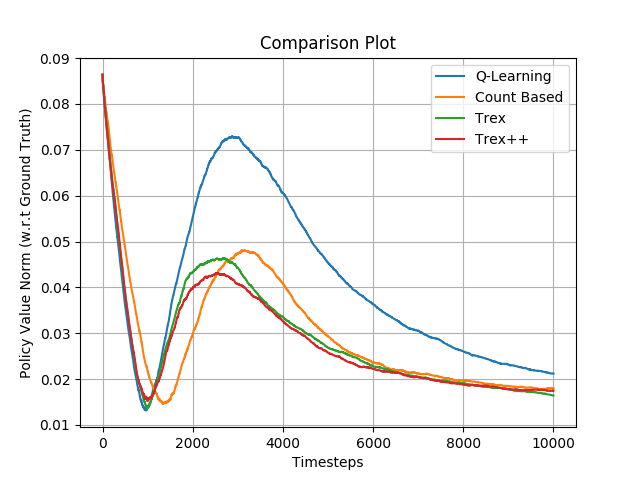 Comparison Plot
Q-Learning
Count Based
Trex
Trex++
Policy Value Norm (w.r.t Ground Truth)
0.09
0.08
0.07
0.06
0.05
0.04
0.03
0.02
0.01
0 2000 4000 6000 8000 10000
Timesteps